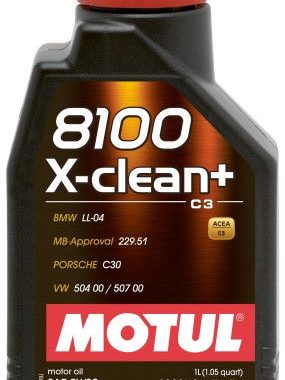 8100
X-clean+
C3
BMW LL-04
ACEA
C3
MB-Approval 229.51
PORSCHE C30
VW 504 00 / 507 00
MOTUL
motor oil
1L (1.05 quart)